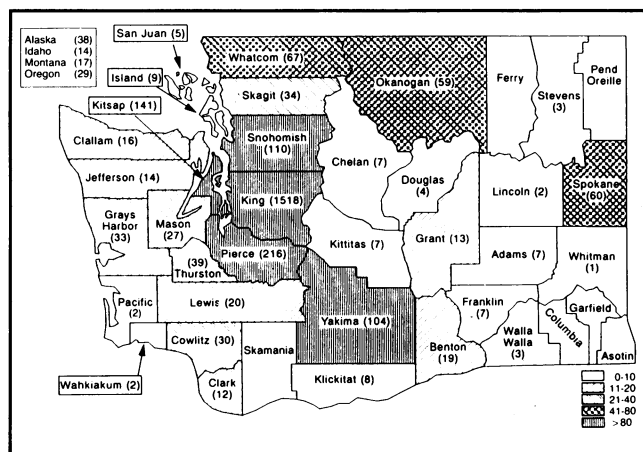 Alaska (38)
Idaho (14)
Montana (17)
Oregon (29)
San Juan (5)
Island (9)
Kitsap (141)
Whatcom (67)
Okanogan (59)
Ferry
Stevens
(3)
Pend
Oreille
Skagit (34)
Clallam (16)
Snohomish
(110)
Chelan (7)
Douglas
(4)
Lincoln (2)
Spokane
(60)
Jefferson (14)
King (1518)
Grays
Harbor
(33)
Mason
(27)
Kittitas (7)
Grant (13)
Adams (7)
Whitman
(1)
(39)
Thurston
Pierce (216)
Pacific
(2)
Lewis (20)
Yakima (104)
Franklin
(7)
Garfield
Columbia
Walla
Walla
(3)
Asotin
Cowlitz (30)
Skamania
Benton
(19)
Wahkiakum (2)
Clark
(12)
Klickitat (8)
0-10
11-20
21-40
41-80
>80